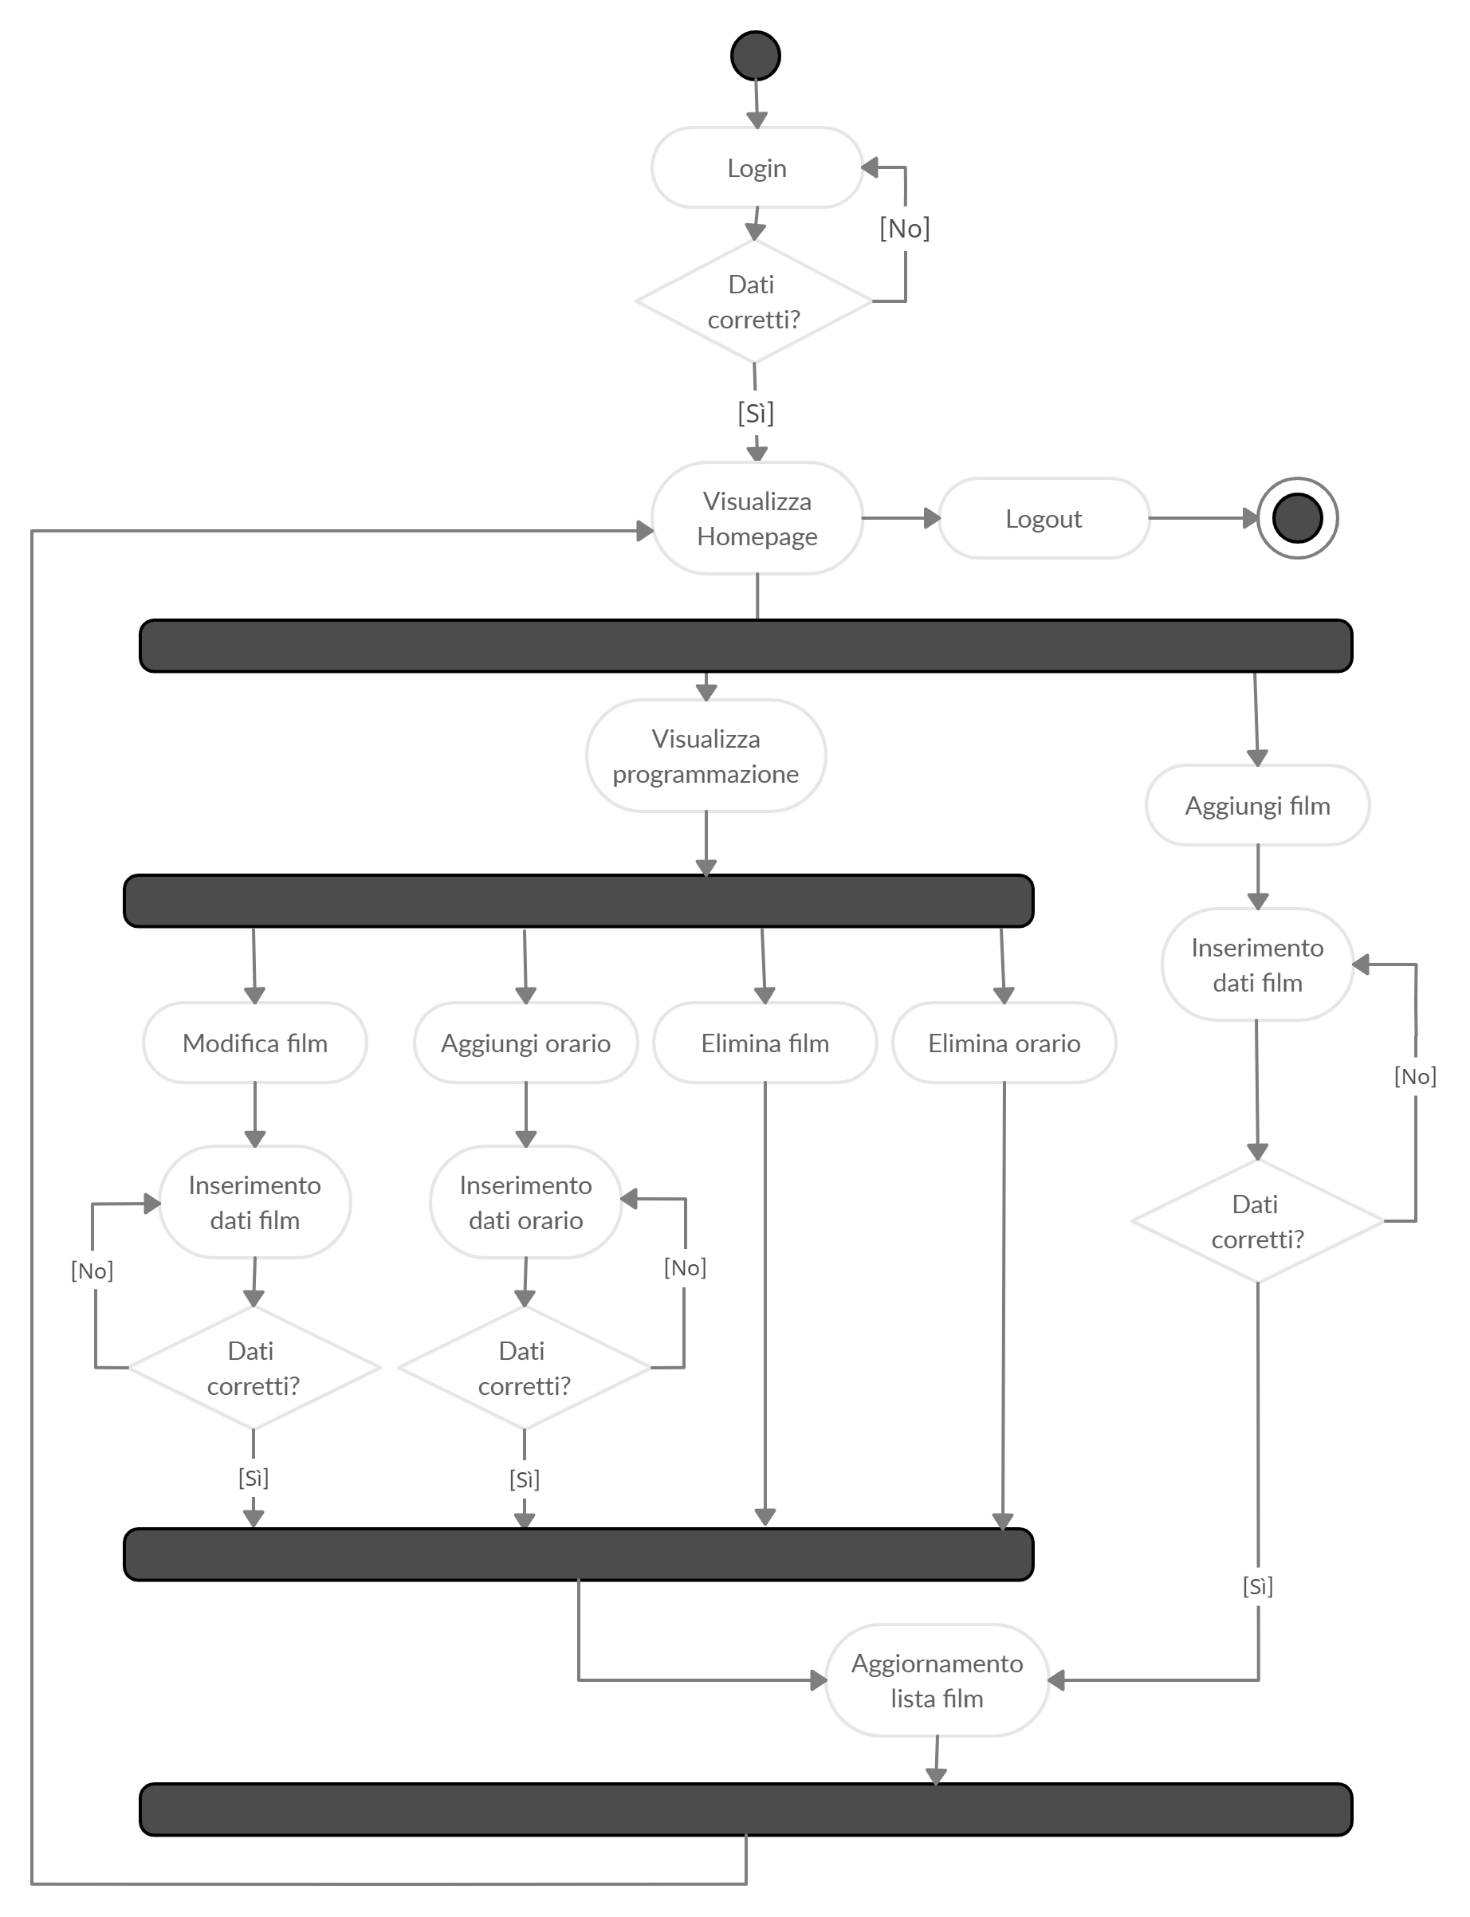 Login
[No]
Dati
corretti?
[Sì]
Visualizza
Homepage
Logout
Visualizza
programmazione
Aggiungi film
Inserimento
dati film
[No]
Dati
corretti?
[Sì]
Modifica film
Aggiungi orario
Elimina film
Elimina orario
Inserimento
dati film
[No]
Dati
corretti?
[Sì]
Inserimento
dati orario
[No]
Dati
corretti?
[Sì]
Aggiornamento
lista film